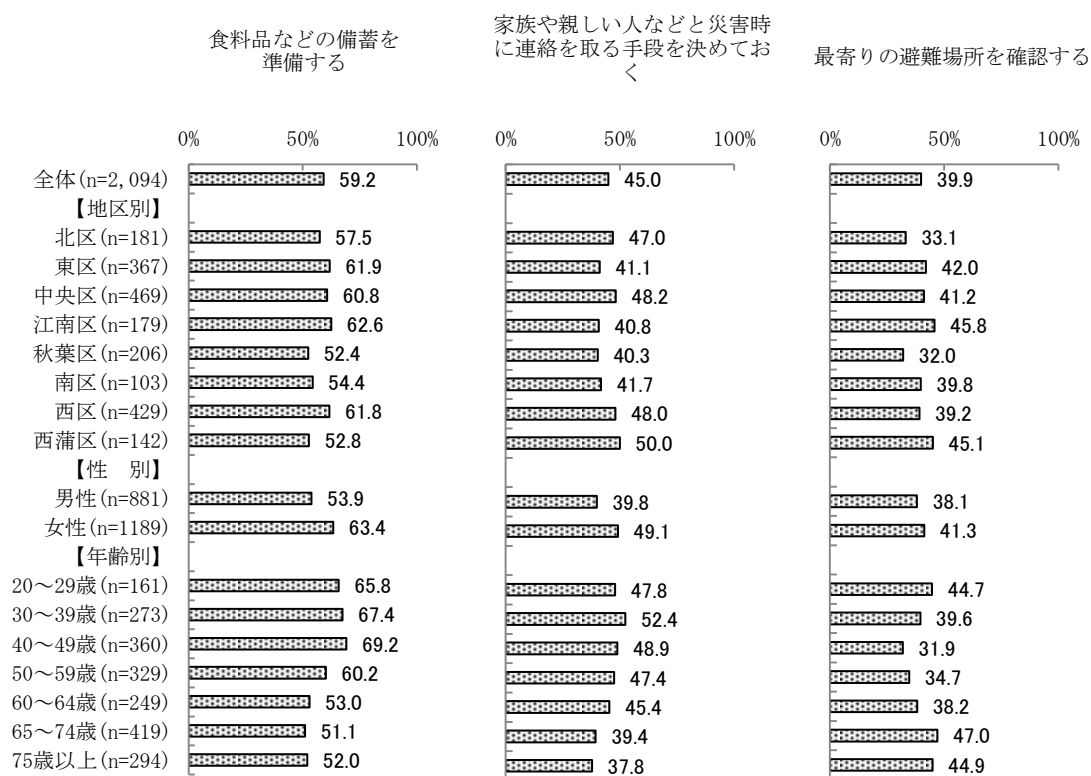 食料品などの備蓄を
準備する
家族や親しい人などと災害時
に連絡を取る手段を決めてお
く
最寄りの避難場所を確認する
0% 50% 100% 0% 50% 100% 0% 50% 100%
全体(n=2,094) 59.2 45.0 39.9
【地区別】
北区(n=181) 57.5 47.0 33.1
東区(n=367) 61.9 41.1 42.0
中央区(n=469) 60.8 48.2 41.2
江南区(n=179) 62.6 40.8 45.8
秋葉区(n=206) 52.4 40.3 32.0
南区(n=103) 54.4 41.7 39.8
西区(n=429) 61.8 48.0 39.2
西蒲区(n=142) 52.8 50.0 45.1
【性　別】
男性(n=881) 53.9 39.8 38.1
女性(n=1189) 63.4 49.1 41.3
【年齢別】
20～29歳(n=161) 65.8 47.8 44.7
30～39歳(n=273) 67.4 52.4 39.6
40～49歳(n=360) 69.2 48.9 31.9
50～59歳(n=329) 60.2 47.4 34.7
60～64歳(n=249) 53.0 45.4 38.2
65～74歳(n=419) 51.1 39.4 47.0
75歳以上(n=294) 52.0 37.8 44.9